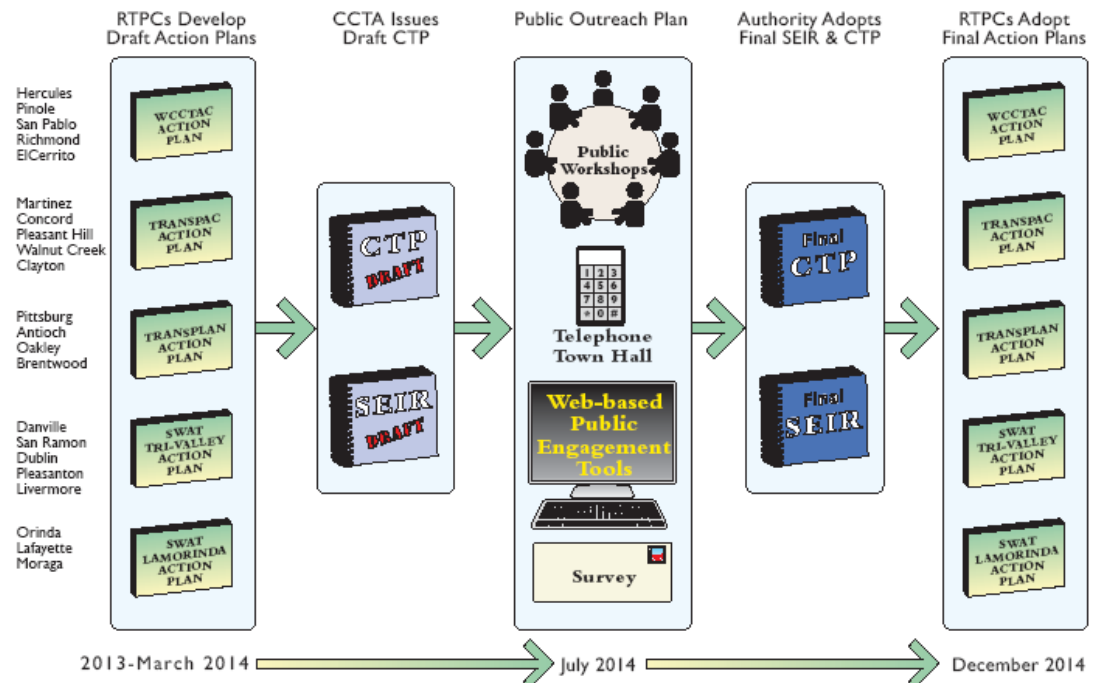 RTPCs Develop
Draft Action Plans
CCTA Issues
Draft CTP
Public Outreach Plan
Authority Adopts
Final SEIR & CTP
RTPCs Adopt
Final Action Plans
Hercules
Pinole
San Pablo
Richmond
ElCerrito
WCCTAC
ACTION
PLAN
Martinez
Concord
Pleasant Hill
Walnut Creek
Clayton
TRANSPAC
ACTION
PLAN
Pittsburg
Antioch
Oakley
Brentwood
TRANSPLAN
ACTION
PLAN
Danville
San Ramon
Dublin
Pleasanton
Livermore
SWAT
TRI-VALLEY
ACTION
PLAN
Orinda
Lafayette
Moraga
SWAT
LAMORINDA
ACTION
PLAN
CTP
DRAFT
SEIR
DRAFT
Public
Workshops
1 2 3
4 5 6
7 8 9
* 0 #
Telephone
Town Hall
Web-based
Public
Engagement
Tools
Survey
Final
CTP
Final
SEIR
WCCTAC
ACTION
PLAN
TRANSPAC
ACTION
PLAN
TRANSPLAN
ACTION
PLAN
SWAT
TRI-VALLEY
ACTION
PLAN
SWAT
LAMORINDA
ACTION
PLAN
2013-March 2014
July 2014
December 2014